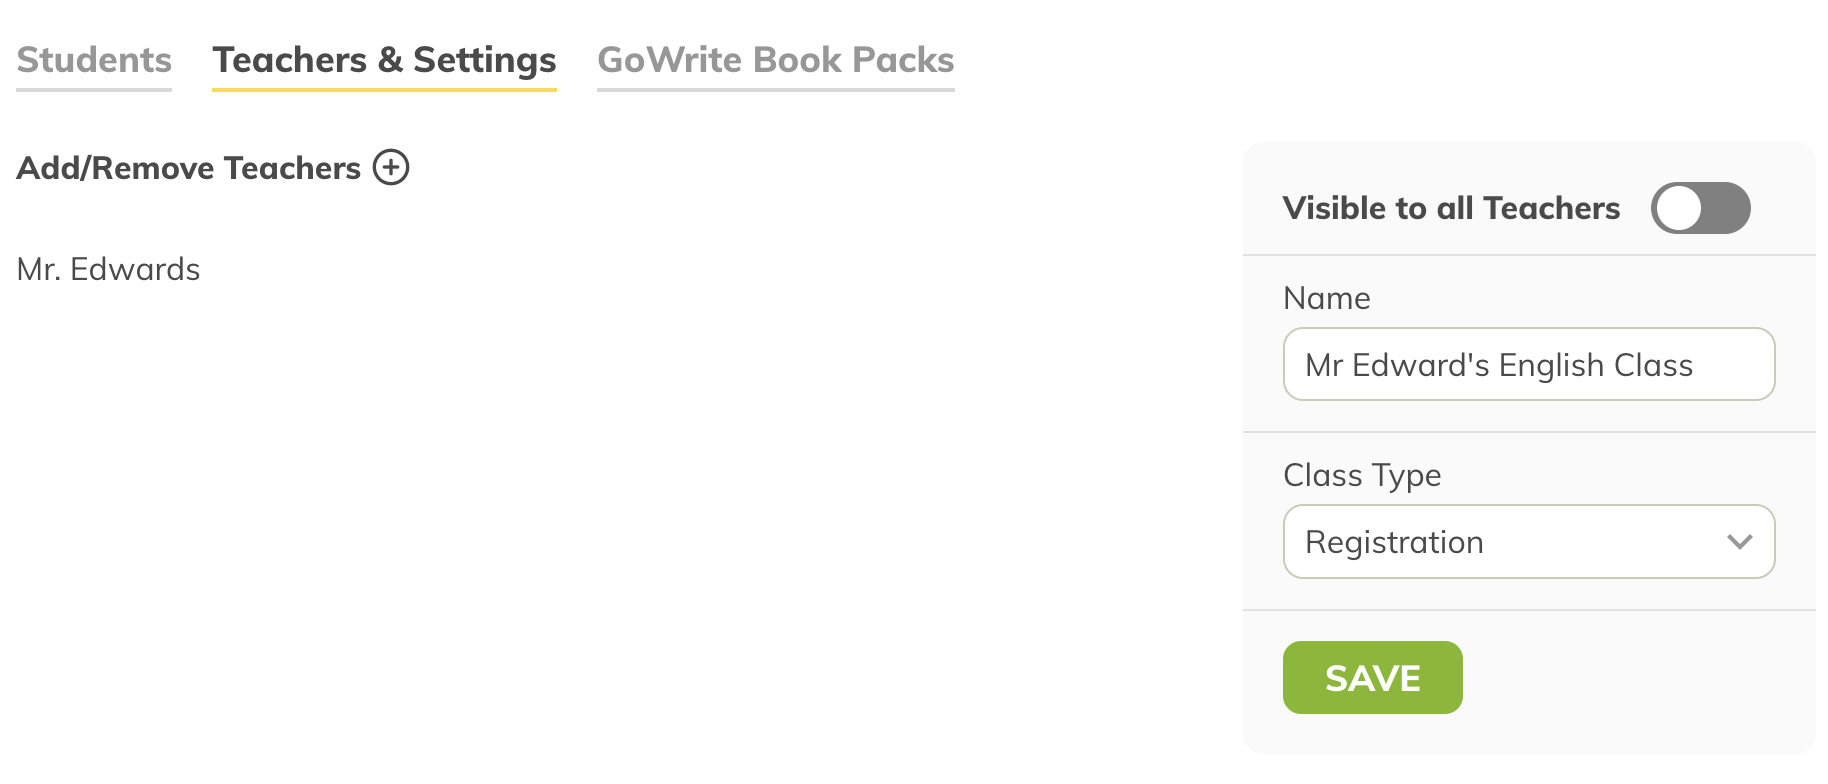 Students Teachers & Settings GoWrite Book Packs
Add/Remove Teachers
Mr. Edwards
Visible to all Teachers
Name
Mr Edward's English Class
Class Type
Registration
SAVE